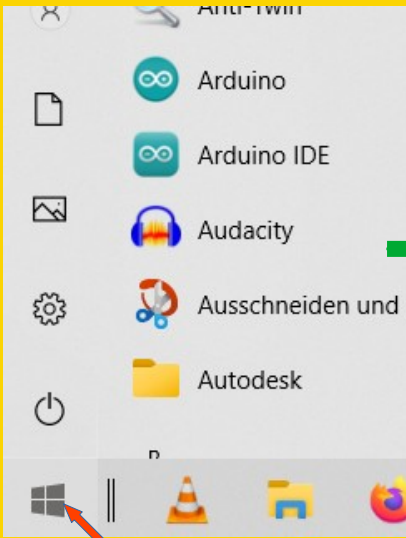 Anti-Twin
Arduino
Arduino IDE
Audacity
Ausschneiden und
Autodesk